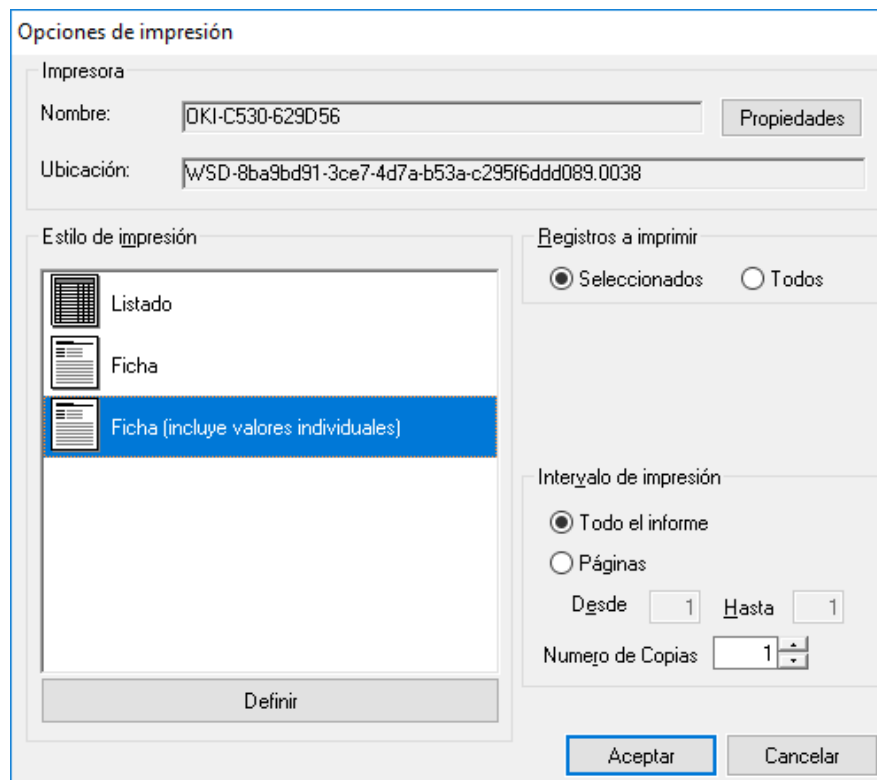 Opciones de impresión
Impresora
Nombre: OKI-C530-629D56 Propiedades
Ubicación: WSD-8ba9bd91-3ce7-4d7a-b53a-c295f6ddd089.0038
Estilo de impresión
Listado
Ficha
Ficha (incluye valores individuales)
Definir
Registros a imprimir
Seleccionados Todos
Intervalo de impresión
Todo el informe
Páginas
Desde 1 Hasta 1
Numero de Copias 1
Aceptar Cancelar